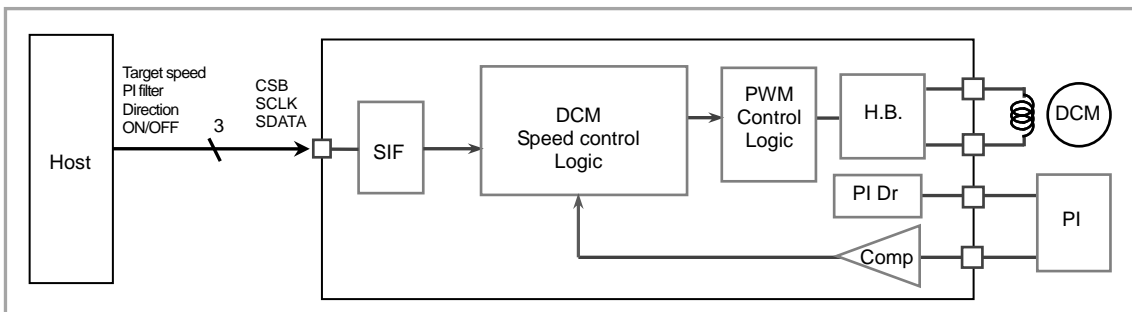 Host
Target speed
PI filter
Direction
ON/OFF
3
CSB
SCLK
SDATA
SIF
DCM
Speed control
Logic
PWM
Control
Logic
H.B.
DCM
PI Dr
PI
Comp